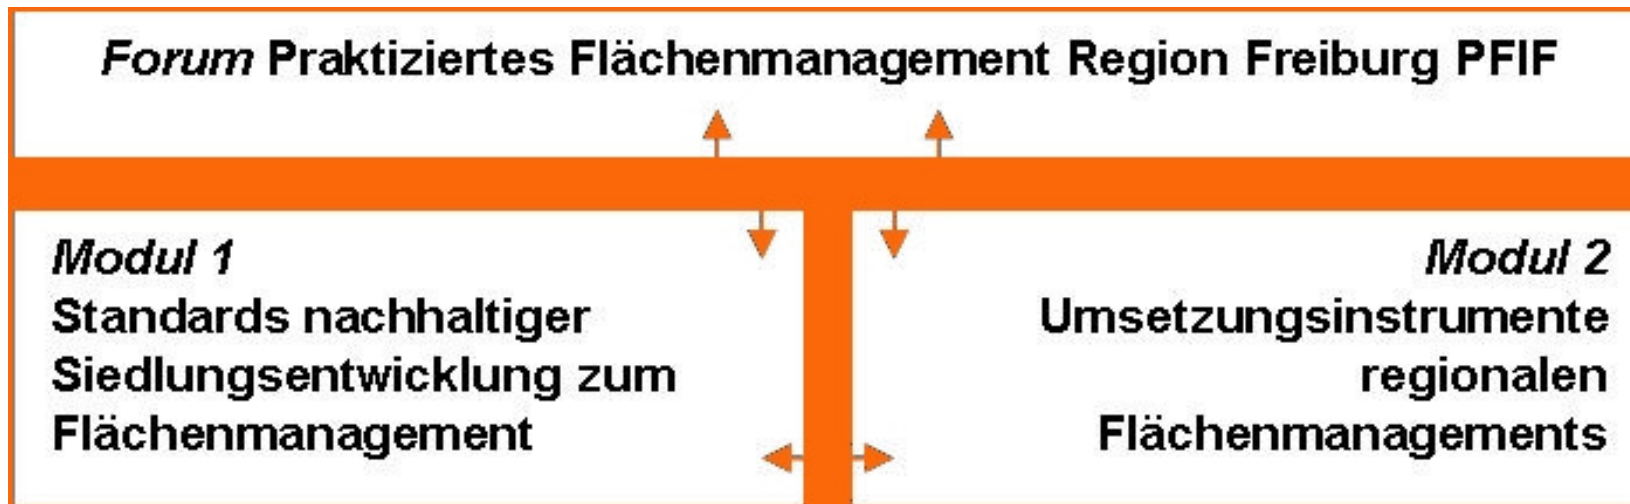 Forum Praktiziertes Flächenmanagement Region Freiburg PFIF
Modul 1
Standards nachhaltiger
Siedlungsentwicklung zum
Flächenmanagement
Modul 2
Umsetzungsinstrumente
regionalen
Flächenmanagements